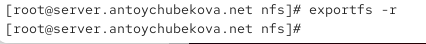 [root@server.antoychubekova.net nfs]# exportfs -r
[root@server.antoychubekova.net nfs]#